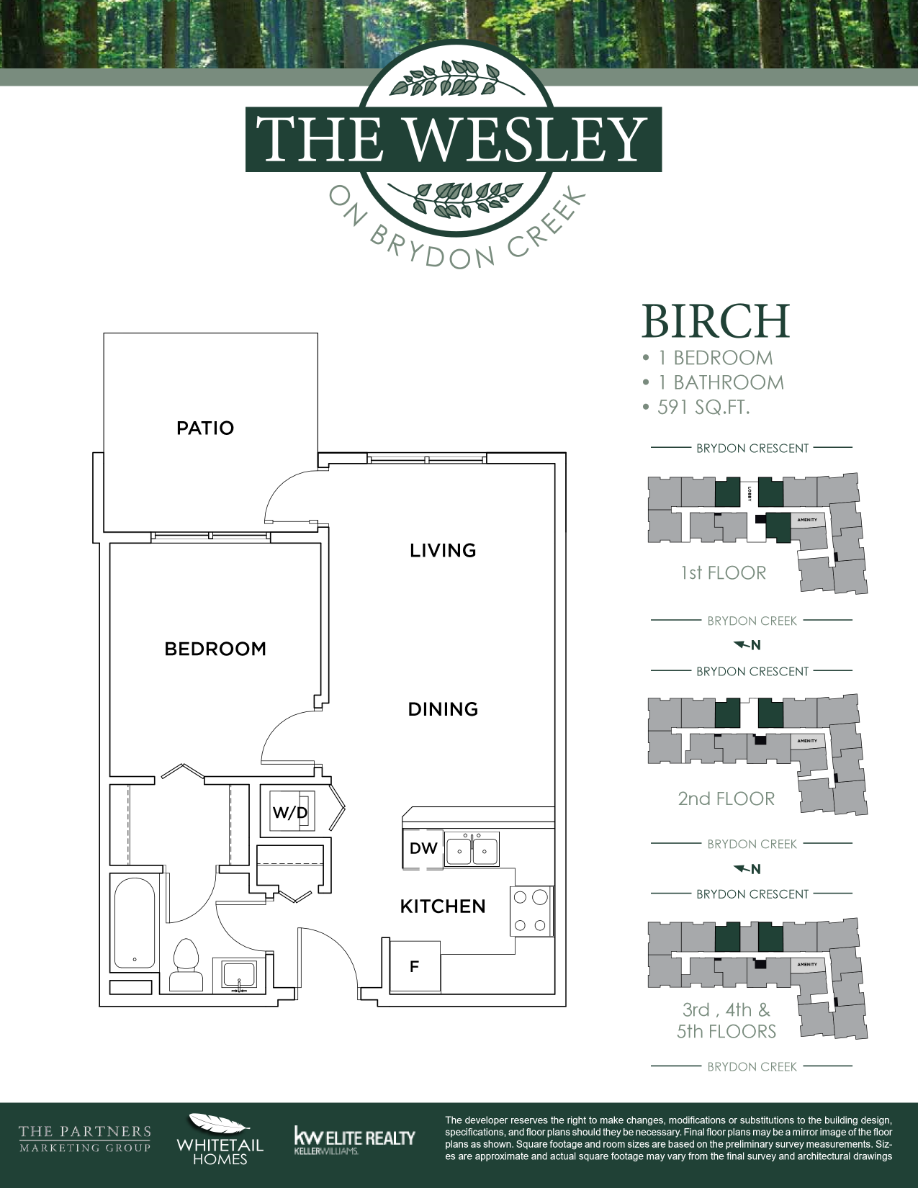 THE WESLEY
ON BRYDON CREEK
BIRCH
• 1 BEDROOM
• 1 BATHROOM
• 591 SQ.FT.
PATIO
LIVING
BEDROOM
DINING
W/D
DW
KITCHEN
F
BRYDON CRESCENT
LOBBY
AMENITY
1st FLOOR
BRYDON CREEK
N
BRYDON CRESCENT
AMENITY
2nd FLOOR
BRYDON CREEK
N
BRYDON CRESCENT
AMENITY
3rd , 4th &
5th FLOORS
BRYDON CREEK
THE PARTNERS
MARKETING GROUP
WHITETAIL
HOMES
kw ELITE REALTY
KELLERWILLIAMS.
The developer reserves the right to make changes, modifications or substitutions to the building design,
specifications, and floor plans should they be necessary. Final floor plans may be a mirror image of the floor
plans as shown. Square footage and room sizes are based on the preliminary survey measurements. Siz-
es are approximate and actual square footage may vary from the final survey and architectural drawings